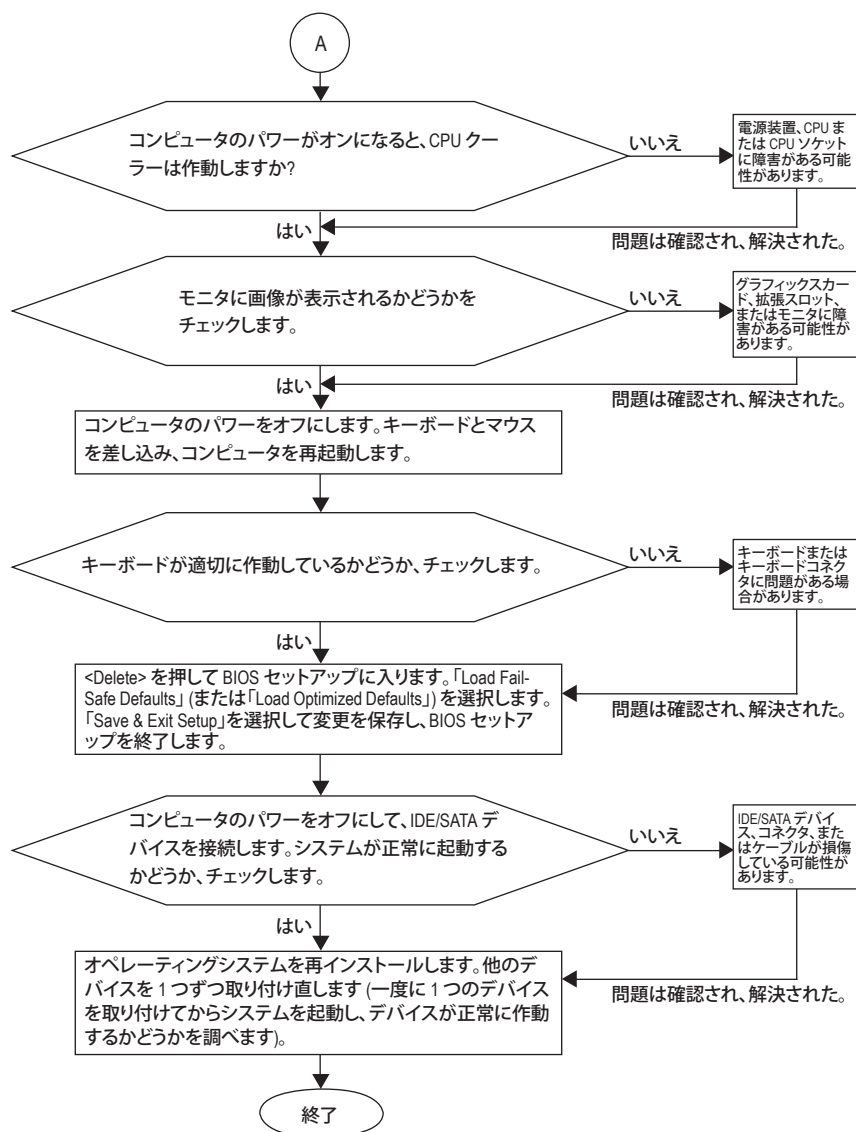 A
コンピュータのパワーがオンになると、CPU クー
ラーは作動しますか?
いいえ
電源装置、CPU ま
たは CPU ソケット
に障害がある可能
性があります。
はい
問題は確認され、解決された。
モニタに画像が表示されるかどうかを
チェックします。
いいえ
グラフィックスカー
ド、拡張スロット、
またはモニタに障
害がある可能性が
あります。
はい
問題は確認され、解決された。
コンピュータのパワーをオフにします。キーボードとマウス
を差し込み、コンピュータを再起動します。
キーボードが適切に作動しているかどうか、チェックします。
いいえ
キーボードまたは
キーボードコネク
タに問題がある場
合があります。
はい
<Delete> を押して BIOS セットアップに入ります。「Load Fail-
Safe Defaults」 (または「Load Optimized Defaults」) を選択します。
「Save & Exit Setup」を選択して変更を保存し、BIOS セットア
ップを終了します。
問題は確認され、解決された。
コンピュータのパワーをオフにして、IDE/SATA デ
バイスを接続します。システムが正常に起動する
かどうか、チェックします。
いいえ
IDE/SATA デバイ
ス、コネクタ、また
はケーブルが損傷
している可能性が
あります。
はい
オペレーティングシステムを再インストールします。他のデ
バイスを 1 つずつ取り付け直します (一度に 1 つのデバイス
を取り付けてからシステムを起動し、デバイスが正常に作動
するかどうかを調べます)。
問題は確認され、解決された。
終了